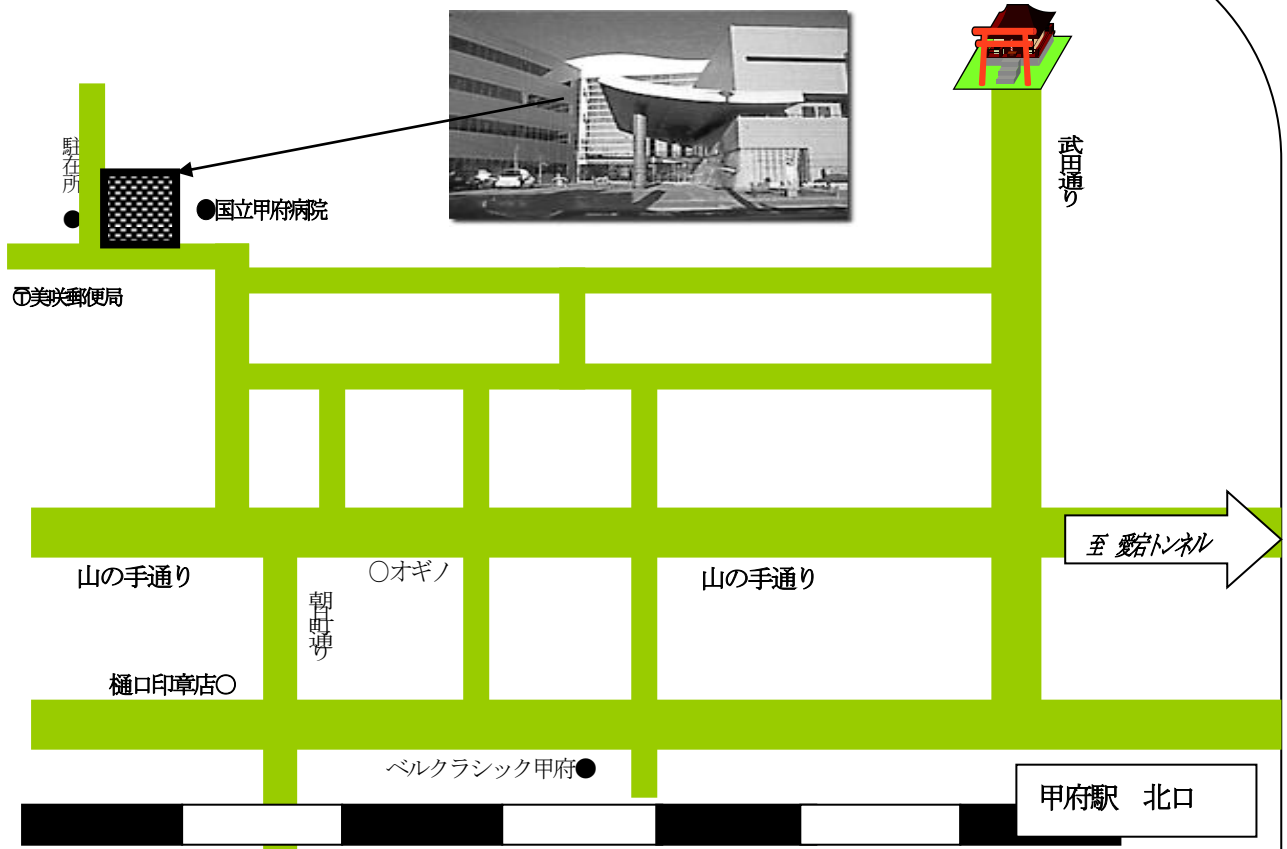 武田通り
駐在所
●
●国立甲府病院
〒美咲郵便局
至 愛宕トンネル
山の手通り
○オギノ
山の手通り
朝日町通り
樋口印章店○
ベルクラシック甲府●
甲府駅 北口